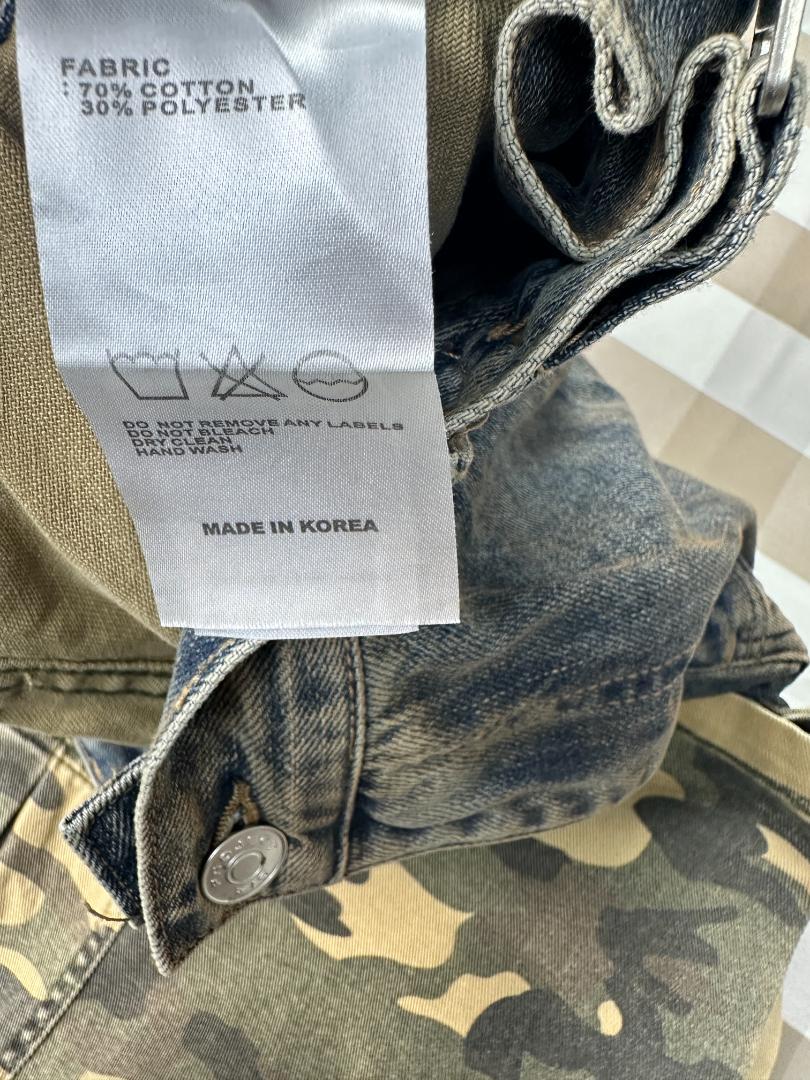 FABRIC
: 70% COTTON
30% POLYESTER
DO NOT REMOVE ANY LABELS
DO NOT BLEACH
DRY CLEAN
HAND WASH
MADE IN KOREA